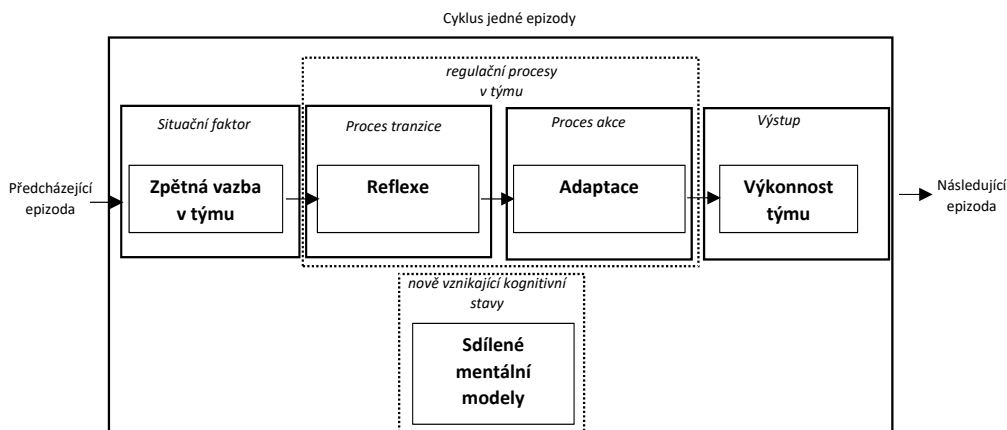 Cyklus jedné epizody
regulační procesy
v týmu
Situační faktor
Proces tranzice
Proces akce
Výstup
Předcházející
epizoda
Zpětná vazba
v týmu
Reflexe
Adaptace
Výkonnost
týmu
Následující
epizoda
nově vznikající kognitivní
stavy
Sdílené
mentální
modely